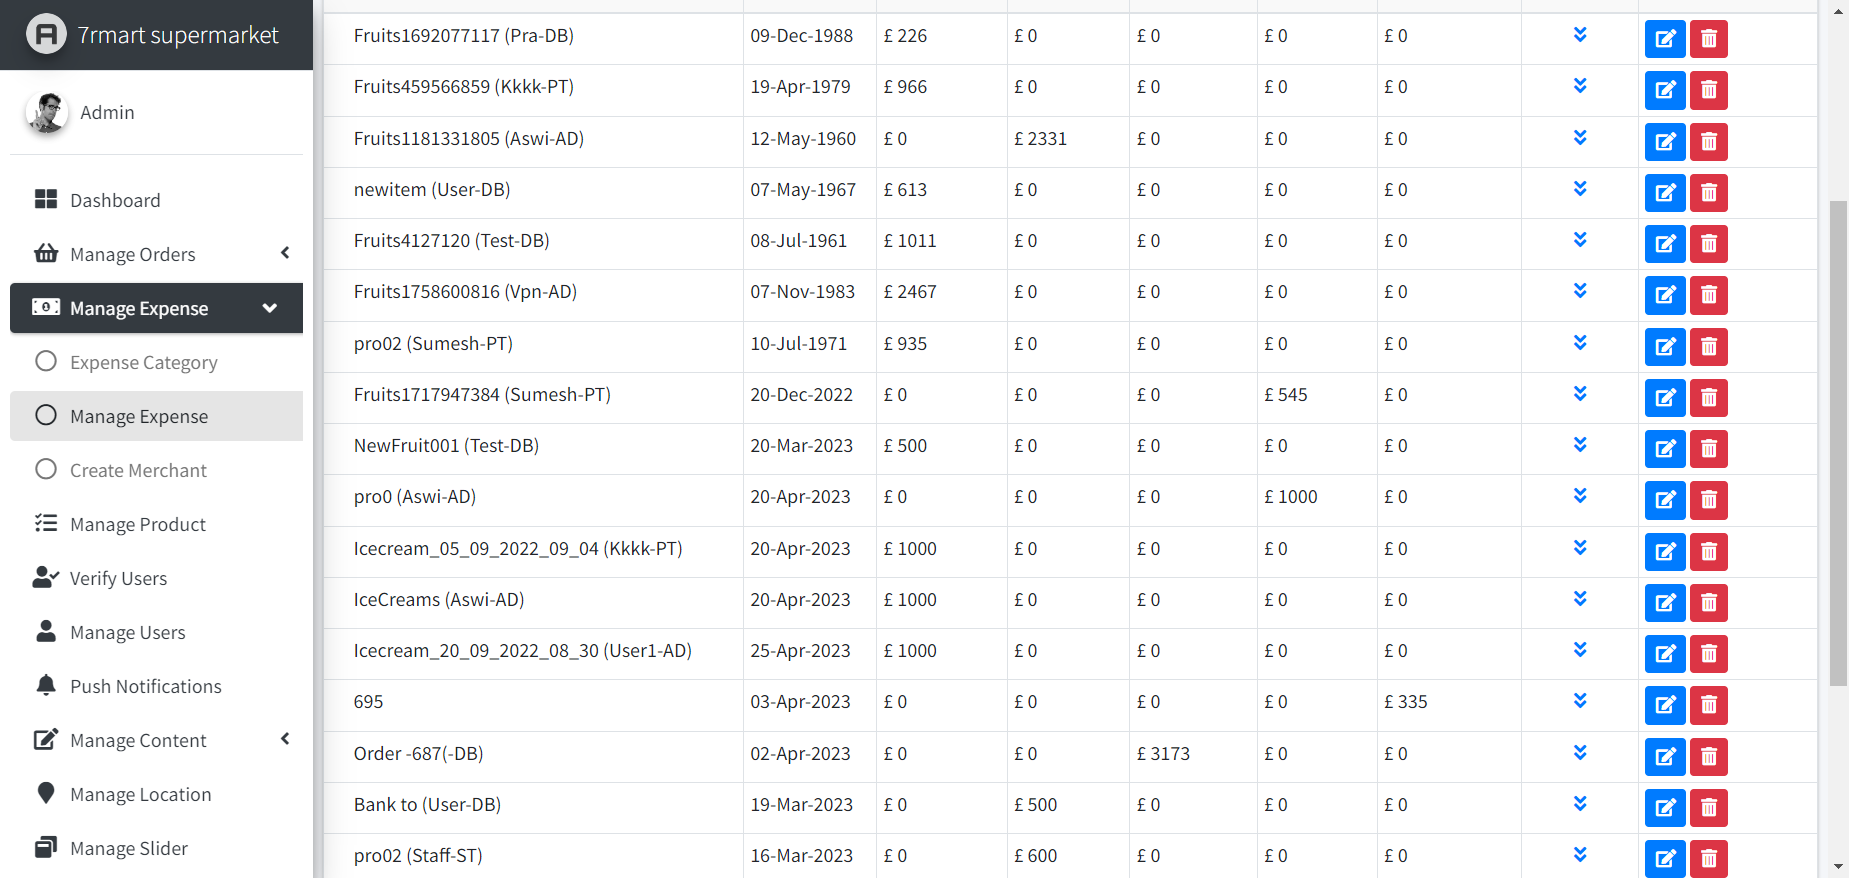 7rmart supermarket
Admin
Dashboard
Manage Orders
Manage Expense
Expense Category
Manage Expense
Create Merchant
Manage Product
Verify Users
Manage Users
Push Notifications
Manage Content
Manage Location
Manage Slider
Fruits1692077117 (Pra-DB) 09-Dec-1988 £ 226 £ 0 £ 0 £ 0 £ 0
Fruits459566859 (Kkkk-PT) 19-Apr-1979 £ 966 £ 0 £ 0 £ 0 £ 0
Fruits1181331805 (Aswi-AD) 12-May-1960 £ 0 £ 2331 £ 0 £ 0 £ 0
newitem (User-DB) 07-May-1967 £ 613 £ 0 £ 0 £ 0 £ 0
Fruits4127120 (Test-DB) 08-Jul-1961 £ 1011 £ 0 £ 0 £ 0 £ 0
Fruits1758600816 (Vpn-AD) 07-Nov-1983 £ 2467 £ 0 £ 0 £ 0 £ 0
pro02 (Sumesh-PT) 10-Jul-1971 £ 935 £ 0 £ 0 £ 0 £ 0
Fruits1717947384 (Sumesh-PT) 20-Dec-2022 £ 0 £ 0 £ 0 £ 545 £ 0
NewFruit001 (Test-DB) 20-Mar-2023 £ 500 £ 0 £ 0 £ 0 £ 0
pro0 (Aswi-AD) 20-Apr-2023 £ 0 £ 0 £ 0 £ 1000 £ 0
Icecream_05_09_2022_09_04 (Kkkk-PT) 20-Apr-2023 £ 1000 £ 0 £ 0 £ 0 £ 0
IceCreams (Aswi-AD) 20-Apr-2023 £ 1000 £ 0 £ 0 £ 0 £ 0
Icecream_20_09_2022_08_30 (User1-AD) 25-Apr-2023 £ 1000 £ 0 £ 0 £ 0 £ 0
695 03-Apr-2023 £ 0 £ 0 £ 0 £ 0 £ 335
Order -687(-DB) 02-Apr-2023 £ 0 £ 0 £ 3173 £ 0 £ 0
Bank to (User-DB) 19-Mar-2023 £ 0 £ 500 £ 0 £ 0 £ 0
pro02 (Staff-ST) 16-Mar-2023 £ 0 £ 600 £ 0 £ 0 £ 0